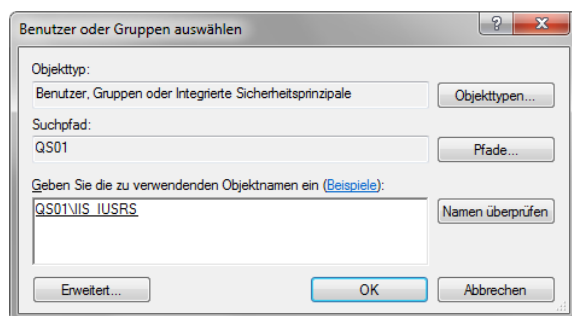 Benutzer oder Gruppen auswählen
Objekttyp:
Benutzer, Gruppen oder Integrierte Sicherheitsprinzipale
Objekttypen...
Suchpfad:
QS01
Pfade...
Geben Sie die zu verwendenden Objektnamen ein (Beispiele):
QS01\IIS_IUSRS
Namen überprüfen
Erweitert...
OK
Abbrechen